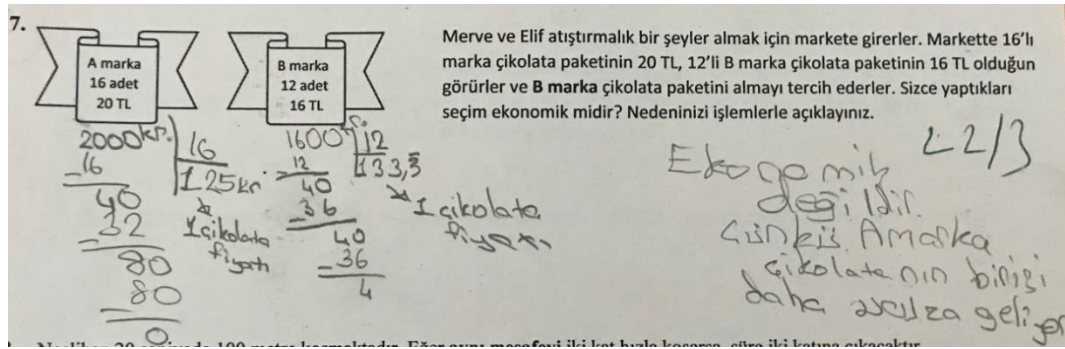 7.
A marka
16 adet
20 TL
B marka
12 adet
16 TL
Merve ve Elif atıştırmalık bir şeyler almak için markete girerler. Markette 16'lı
marka çikolata paketinin 20 TL, 12'li B marka çikolata paketinin 16 TL olduğun
görürler ve B marka çikolata paketini almayı tercih ederler. Sizce yaptıkları
seçim ekonomik midir? Nedeninizi işlemlerle açıklayınız.
2000kr. 16
-16 125kr
40
-32
80
-80
0
1 çikolata
fiyatı
1600 12
-12 133,3
40
-36
40
-36
4
1 çikolata
fiyatı
22/3
Ekonomik
değildir.
Çünkü A marka
çikolatanın birisi
daha ucuza geliyor